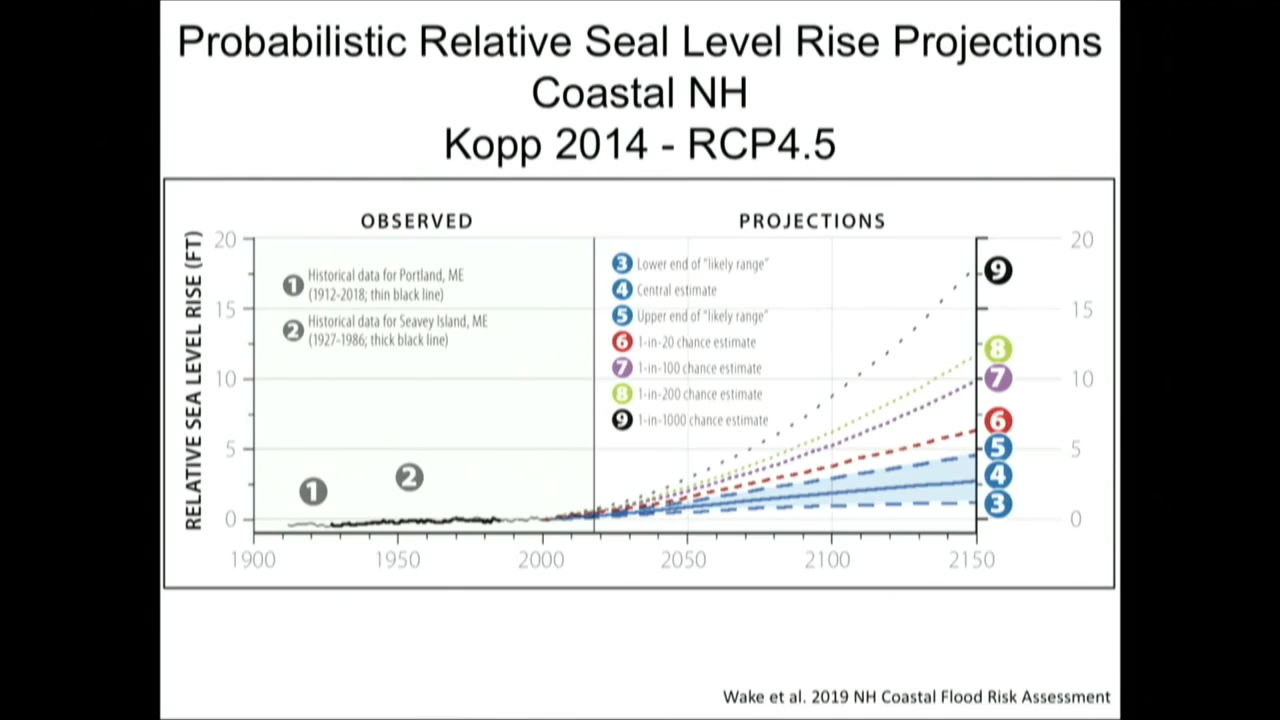 Probabilistic Relative Seal Level Rise Projections
Coastal NH
Kopp 2014 - RCP4.5
OBSERVED
PROJECTIONS
RELATIVE SEA LEVEL RISE (FT)
20
15
10
5
0
1 Historical data for Portland, ME
(1912-2018; thin black line)
2 Historical data for Seavey Island, ME
(1927-1986; thick black line)
3 Lower end of "likely range"
4 Central estimate
5 Upper end of "likely range"
6 1-in-20 chance estimate
7 1-in-100 chance estimate
8 1-in-200 chance estimate
9 1-in-1000 chance estimate
1
2
9
8
7
6
5
4
3
20
15
10
5
0
1900 1950 2000 2050 2100 2150
Wake et al. 2019 NH Coastal Flood Risk Assessment